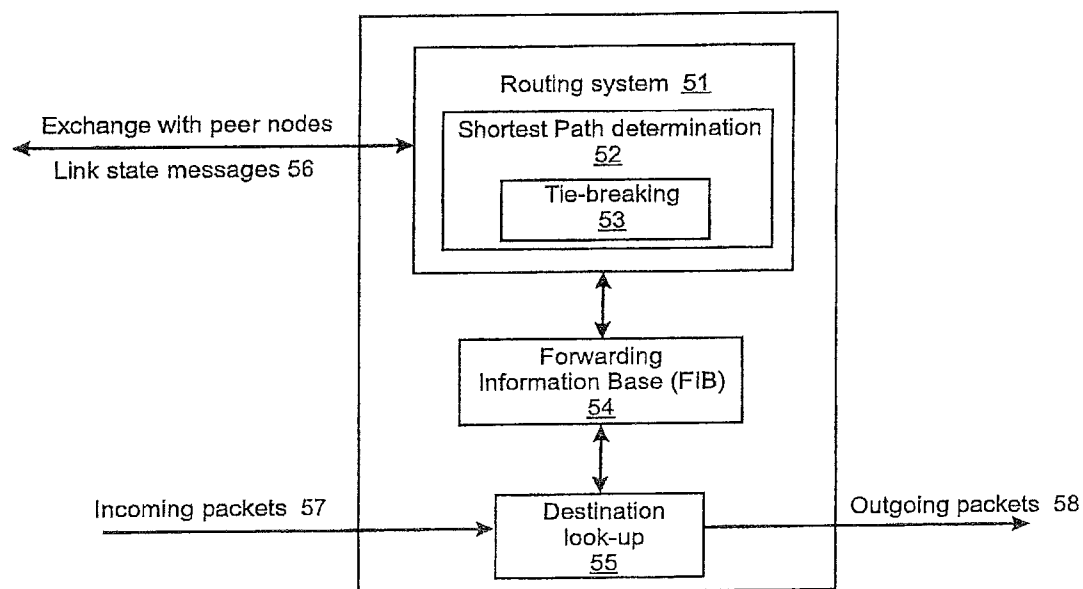 Routing system 51
Exchange with peer nodes
Link state messages 56
Shortest Path determination
52
Tie-breaking
53
Forwarding
Information Base (FIB)
54
Incoming packets 57
Destination
look-up
55
Outgoing packets 58